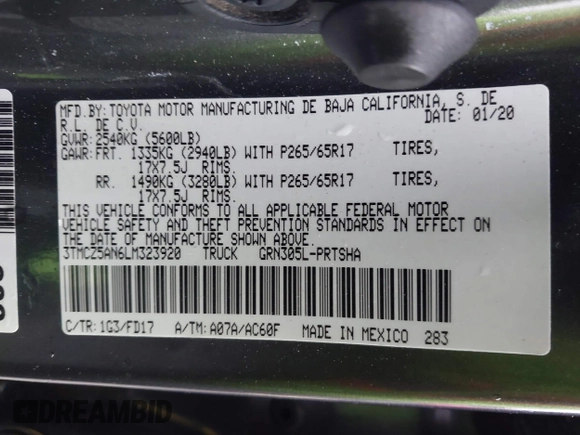 MFD.BY: TOYOTA MOTOR MANUFACTURING DE BAJA CALIFORNIA, S. DE
R.L. DE C.V. DATE: 01/20
GVWR: 2540KG (5600LB)
GAWR: FRT. 1335KG (2940LB) WITH P265/65R17 TIRES,
17X7.5J RIMS.
RR. 1490KG (3280LB) WITH P265/65R17 TIRES,
17X7.5J RIMS.
THIS VEHICLE CONFORMS TO ALL APPLICABLE FEDERAL MOTOR
VEHICLE SAFETY AND THEFT PREVENTION STANDARDS IN EFFECT ON
THE DATE OF MANUFACTURE SHOWN ABOVE.
3TMCZ5AN6LM323920 TRUCK GRN305L-PRTSHA
C/TR: 1G3/FD17 A/TM: A07A/AC60F MADE IN MEXICO 283
DREAMBID